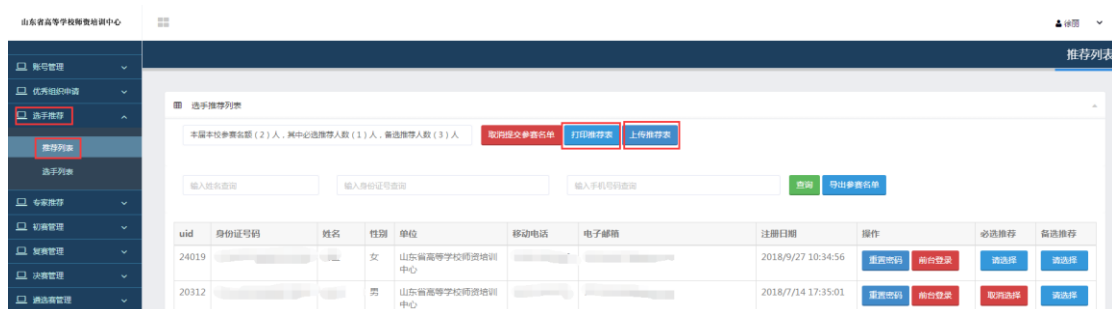 山东省高等学校师资培训中心
徐丽
推荐列表
账号管理
优秀组织申请
选手推荐
推荐列表
选手列表
专家推荐
初赛管理
复赛管理
决赛管理
遴选赛管理
选手推荐列表
本届本校参赛名额(2)人,其中必选推荐人数(1)人,备选推荐人数(3)人
取消提交参赛名单 打印推荐表 上传推荐表
输入姓名查询 输入身份证号查询 输入手机号码查询 查询 导出参赛名单
uid 身份证号码 姓名 性别 单位 移动电话 电子邮箱 注册日期 操作 必选推荐 备选推荐
24019 女 山东省高等学校师资培训中心 2018/9/27 10:34:56 重置密码 前台登录 请选择 请选择
20312 男 山东省高等学校师资培训中心 2018/7/14 17:35:01 重置密码 前台登录 取消选择 请选择